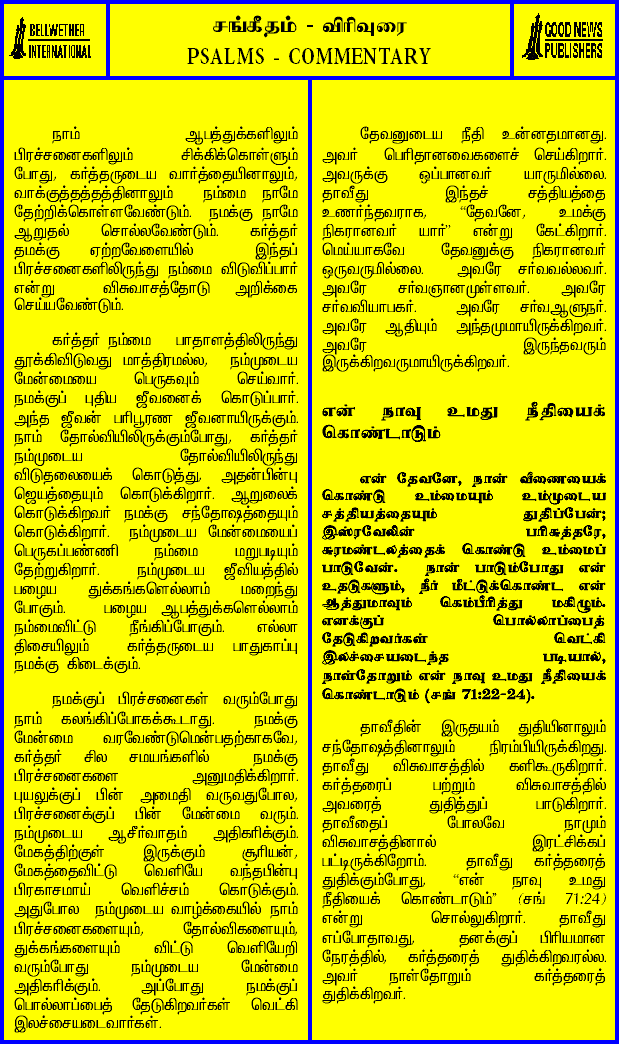 BELLWETHER
INTERNATIONAL
சங்கீதம் - விரிவுரை
PSALMS - COMMENTARY
GOOD NEWS
PUBLISHERS
நாம் ஆபத்துக்களிலும்
பிரச்சனைகளிலும் சிக்கிக்கொள்ளும்
போது, கர்த்தருடைய வார்த்தையினாலும்,
வாக்குத்தத்தத்தினாலும் நம்மை நாமே
தேற்றிக்கொள்ளவேண்டும். நமக்கு நாமே
ஆறுதல் சொல்லவேண்டும். கர்த்தர்
தமக்கு ஏற்றவேளையில் இந்தப்
பிரச்சனைகளிலிருந்து நம்மை விடுவிப்பார்
என்று விசுவாசத்தோடு அறிக்கை
செய்யவேண்டும்.
கர்த்தர் நம்மை பாதாளத்திலிருந்து
தூக்கிவிடுவது மாத்திரமல்ல, நம்முடைய
மேன்மையை பெருகவும் செய்வார்.
நமக்குப் புதிய ஜீவனைக் கொடுப்பார்.
அந்த ஜீவன் பரிபூரண ஜீவனாயிருக்கும்.
நாம் தோல்வியிலிருக்கும்போது, கர்த்தர்
நம்முடைய தோல்வியிலிருந்து
விடுதலையைக் கொடுத்து, அதன்பின்பு
ஜெயத்தையும் கொடுக்கிறார். ஆறுலைக்
கொடுக்கிறவர் நமக்கு சந்தோஷத்தையும்
கொடுக்கிறார். நம்முடைய மேன்மையைப்
பெருகப்பண்ணி நம்மை மறுபடியும்
தேற்றுகிறார். நம்முடைய ஜீவியத்தில்
பழைய துக்கங்களெல்லாம் மறைந்து
போகும். பழைய ஆபத்துக்களெல்லாம்
நம்மைவிட்டு நீங்கிப்போகும். எல்லா
திசையிலும் கர்த்தருடைய பாதுகாப்பு
நமக்கு கிடைக்கும்.
நமக்குப் பிரச்சனைகள் வரும்போது
நாம் கலங்கிப்போகக்கூடாது. நமக்கு
மேன்மை வரவேண்டுமென்பதற்காகவே,
கர்த்தர் சில சமயங்களில் நமக்கு
பிரச்சனைகளை அனுமதிக்கிறார்.
புயலுக்குப் பின் அமைதி வருவதுபோல,
பிரச்சனைக்குப் பின் மேன்மை வரும்.
நம்முடைய ஆசீர்வாதம் அதிகரிக்கும்.
மேகத்திற்குள் இருக்கும் சூரியன்,
மேகத்தைவிட்டு வெளியே வந்தபின்பு
பிரகாசமாய் வெளிச்சம் கொடுக்கும்.
அதுபோல நம்முடைய வாழ்க்கையில் நாம்
பிரச்சனைகளையும், தோல்விகளையும்,
துக்கங்களையும் விட்டு வெளியேறி
வரும்போது நம்முடைய மேன்மை
அதிகரிக்கும். அப்போது நமக்குப்
பொல்லாப்பைத் தேடுகிறவர்கள் வெட்கி
இலச்சையடைவார்கள்.
தேவனுடைய நீதி உன்னதமானது.
அவர் பெரிதானவைகளைச் செய்கிறார்.
அவருக்கு ஒப்பானவர் யாருமில்லை.
தாவீது இந்தச் சத்தியத்தை
உணர்ந்தவராக, “தேவனே, உமக்கு
நிகரானவர் யார்” என்று கேட்கிறார்.
மெய்யாகவே தேவனுக்கு நிகரானவர்
ஒருவருமில்லை. அவரே சர்வவல்லவர்.
அவரே சர்வஞானமுள்ளவர். அவரே
சர்வவியாபகர். அவரே சர்வஆளுநர்.
அவரே ஆதியும் அந்தமுமாயிருக்கிறவர்.
அவரே இருந்தவரும்
இருக்கிறவருமாயிருக்கிறவர்.
என் நாவு உமது நீதியைக்
கொண்டாடும்
என் தேவனே, நான் வீணையைக்
கொண்டு உம்மையும் உம்முடைய
சத்தியத்தையும் துதிப்பேன்;
இஸ்ரவேலின் பரிசுத்தரே,
சுரமண்டலத்தைக் கொண்டு உம்மைப்
பாடுவேன். நான் பாடும்போது என்
உதடுகளும், நீர் மீட்டுக்கொண்ட என்
ஆத்துமாவும் கெம்பீரித்து மகிழும்.
எனக்குப் பொல்லாப்பைத்
தேடுகிறவர்கள் வெட்கி
இலச்சையடைந்த படியால்,
நாள்தோறும் என் நாவு உமது நீதியைக்
கொண்டாடும் (சங் 71:22-24).
தாவீதின் இருதயம் துதியினாலும்
சந்தோஷத்தினாலும் நிரம்பியிருக்கிறது.
தாவீது விசுவாசத்தில் களிகூருகிறார்.
கர்த்தரைப் பற்றும் விசுவாசத்தில்
அவரைத் துதித்துப் பாடுகிறார்.
தாவீதைப் போலவே நாமும்
விசுவாசத்தினால் இரட்சிக்கப்
பட்டிருக்கிறோம். தாவீது கர்த்தரைத்
துதிக்கும்போது, “என் நாவு உமது
நீதியைக் கொண்டாடும்” (சங் 71:24)
என்று சொல்லுகிறார். தாவீது
எப்போதாவது, தனக்குப் பிரியமான
நேரத்தில், கர்த்தரைத் துதிக்கிறவரல்ல.
அவர் நாள்தோறும் கர்த்தரைத்
துதிக்கிறவர்.